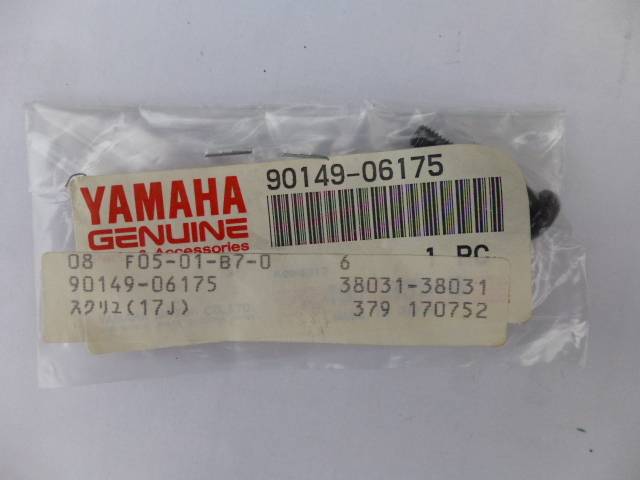 YAMAHA
GENUINE
Accessories
90149-06175
1 PC
08 F05-01-B7-0 6
90149-06175 38031-38031
スクリュ(17J) 379 170752